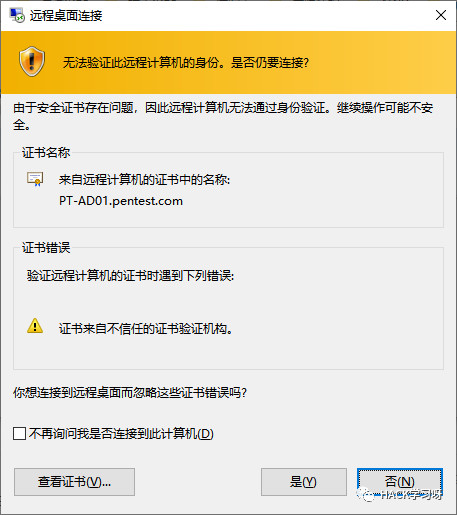 远程桌面连接
无法验证此远程计算机的身份。是否仍要连接?
由于安全证书存在问题，因此远程计算机无法通过身份验证。继续操作可能不安
全。
证书名称
来自远程计算机的证书中的名称:
PT-AD01.pentest.com
证书错误
验证远程计算机的证书时遇到下列错误:
证书来自不信任的证书验证机构。
你想连接到远程桌面而忽略这些证书错误吗?
不再询问我是否连接到此计算机(D)
查看证书(V)...
是(Y)
否(N)
HACK学习呀